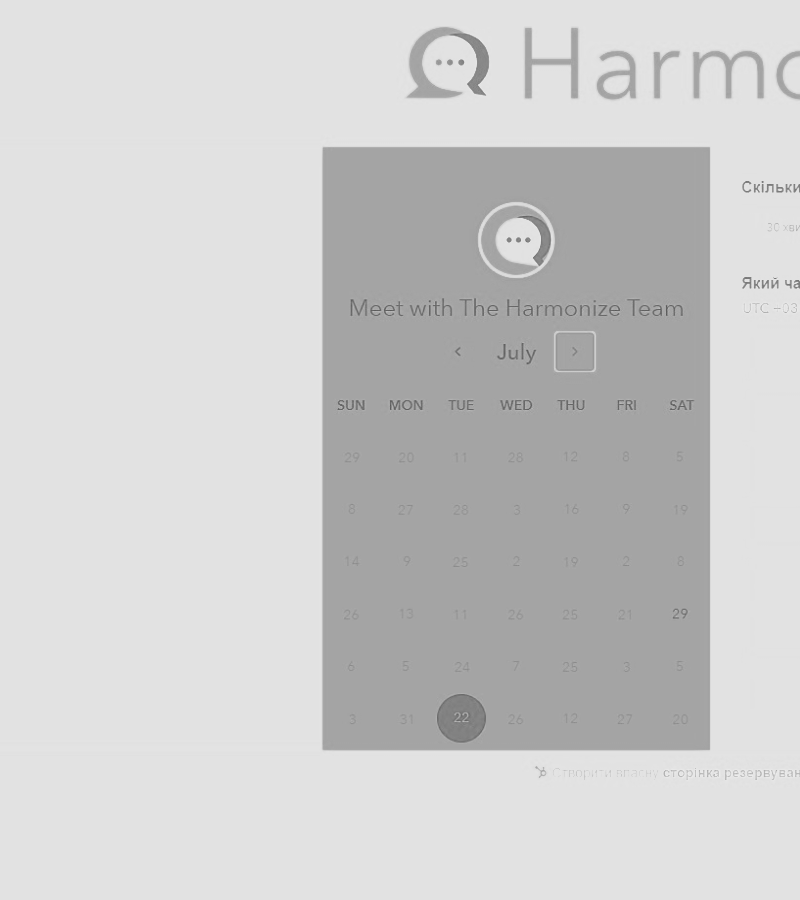 Harmo
Meet with The Harmonize Team
July
SUN MON TUE WED THU FRI SAT
29 20 11 28 12 8 5
8 27 28 3 16 9 19
14 9 25 2 19 2 8
26 13 11 26 25 21 29
6 5 24 7 25 3 5
3 31 22 26 12 27 20
Скільки
30 хви
Який ча
UTC −03
Створити власну сторінка резервуван